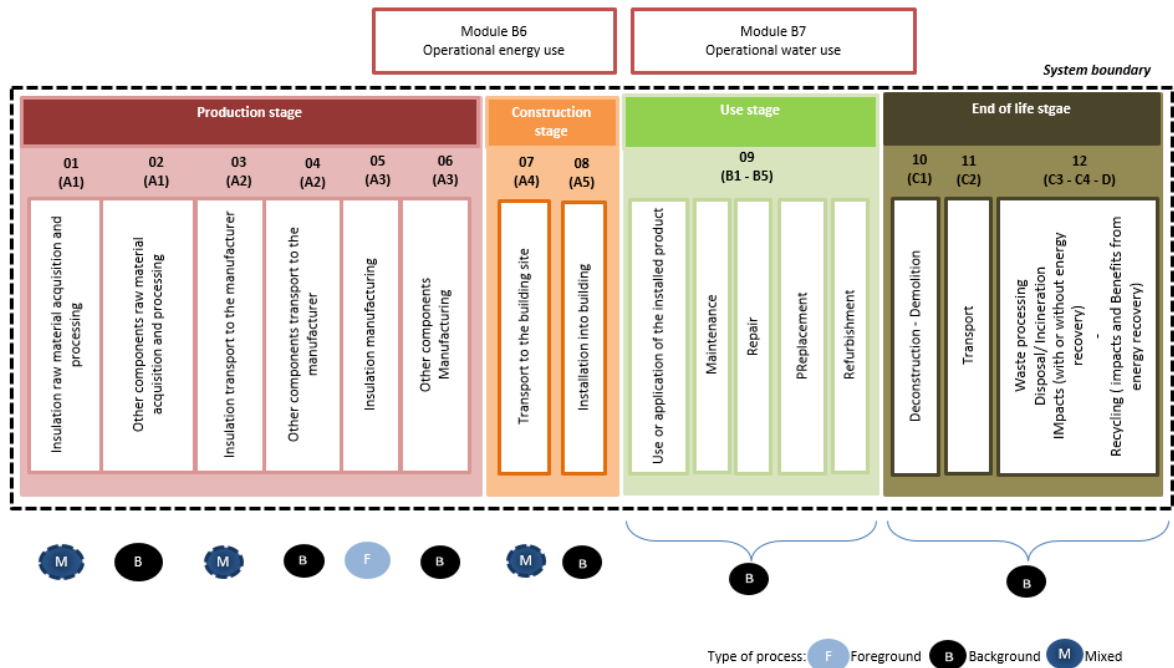 Module B6
Operational energy use
Module B7
Operational water use
System boundary
Production stage
Construction
stage
Use stage
End of life stgae
01
(A1)
02
(A1)
03
(A2)
04
(A2)
05
(A3)
06
(A3)
07
(A4)
08
(A5)
09
(B1 - B5)
10
(C1)
11
(C2)
12
(C3 - C4 - D)
Insulation raw material acquisition and
processing
Other components raw material
acquisition and processing
Insulation transport to the manufacturer
Other components transport to the
manufacturer
Insulation manufacturing
Other components
Manufacturing
Transport to the building site
Installation into building
Use or application of the installed product
Maintenance
Repair
PReplacement
Refurbishment
Deconstruction - Demolition
Transport
Waste processing
Disposal/ Incineration
IMpacts (with or without energy
recovery)
-
Recycling ( impacts and Benefits from
energy recovery)
M
B
M
B
F
B
M
B
B
B
Type of process: F Foreground B Background M Mixed